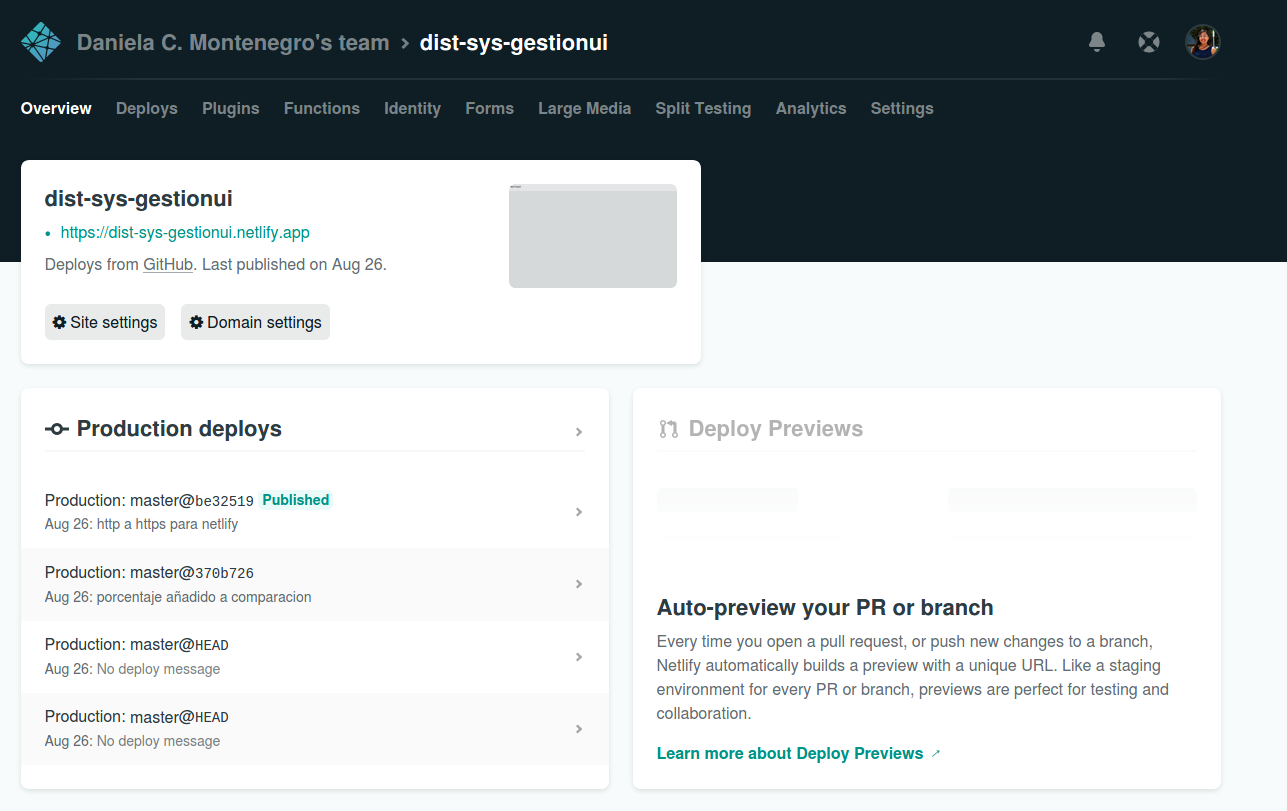 Daniela C. Montenegro's team > dist-sys-gestionui
Overview Deploys Plugins Functions Identity Forms Large Media Split Testing Analytics Settings
dist-sys-gestionui
• https://dist-sys-gestionui.netlify.app
Deploys from GitHub. Last published on Aug 26.
Site settings Domain settings
Production deploys
Production: master@be32519 Published
Aug 26: http a https para netlify
Production: master@370b726
Aug 26: porcentaje añadido a comparacion
Production: master@HEAD
Aug 26: No deploy message
Production: master@HEAD
Aug 26: No deploy message
Deploy Previews
Auto-preview your PR or branch
Every time you open a pull request, or push new changes to a branch,
Netlify automatically builds a preview with a unique URL. Like a staging
environment for every PR or branch, previews are perfect for testing and
collaboration.
Learn more about Deploy Previews ↗